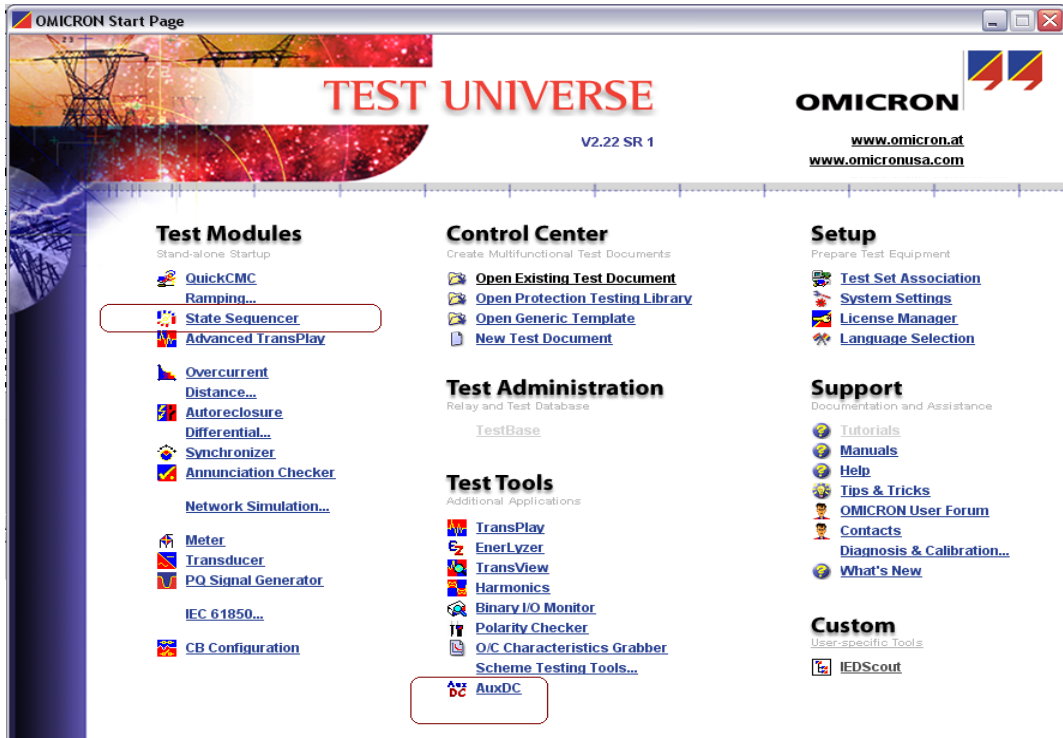 OMICRON Start Page
TEST UNIVERSE
V2.22 SR 1
OMICRON
www.omicron.at
www.omicronusa.com
Test Modules
Stand-alone Startup
QuickCMC
Ramping...
State Sequencer
Advanced TransPlay
Overcurrent
Distance...
Autoreclosure
Differential...
Synchronizer
Annunciation Checker
Network Simulation...
Meter
Transducer
PQ Signal Generator
IEC 61850...
CB Configuration
Control Center
Create Multifunctional Test Documents
Open Existing Test Document
Open Protection Testing Library
Open Generic Template
New Test Document
Test Administration
Relay and Test Database
TestBase
Test Tools
Additional Applications
TransPlay
EnerLyzer
TransView
Harmonics
Binary I/O Monitor
Polarity Checker
O/C Characteristics Grabber
Scheme Testing Tools...
Aux DC
AuxDC
Setup
Prepare Test Equipment
Test Set Association
System Settings
License Manager
Language Selection
Support
Documentation and Assistance
Tutorials
Manuals
Help
Tips & Tricks
OMICRON User Forum
Contacts
Diagnosis & Calibration...
What's New
Custom
User-specific Tools
IEDScout